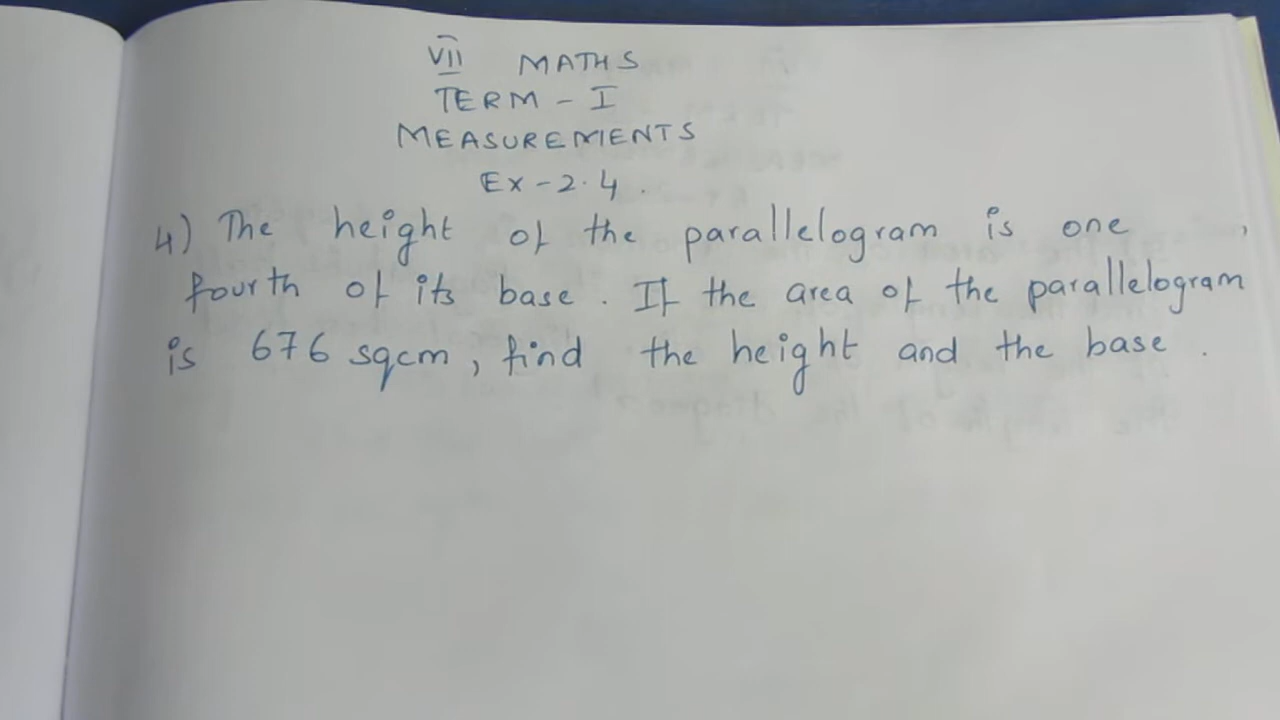 VII MATHS
TERM - I
MEASUREMENTS
Ex - 2.4.
4) The height of the parallelogram is one
fourth of its base. If the area of the parallelogram
is 676 sqcm, find the height and the base.